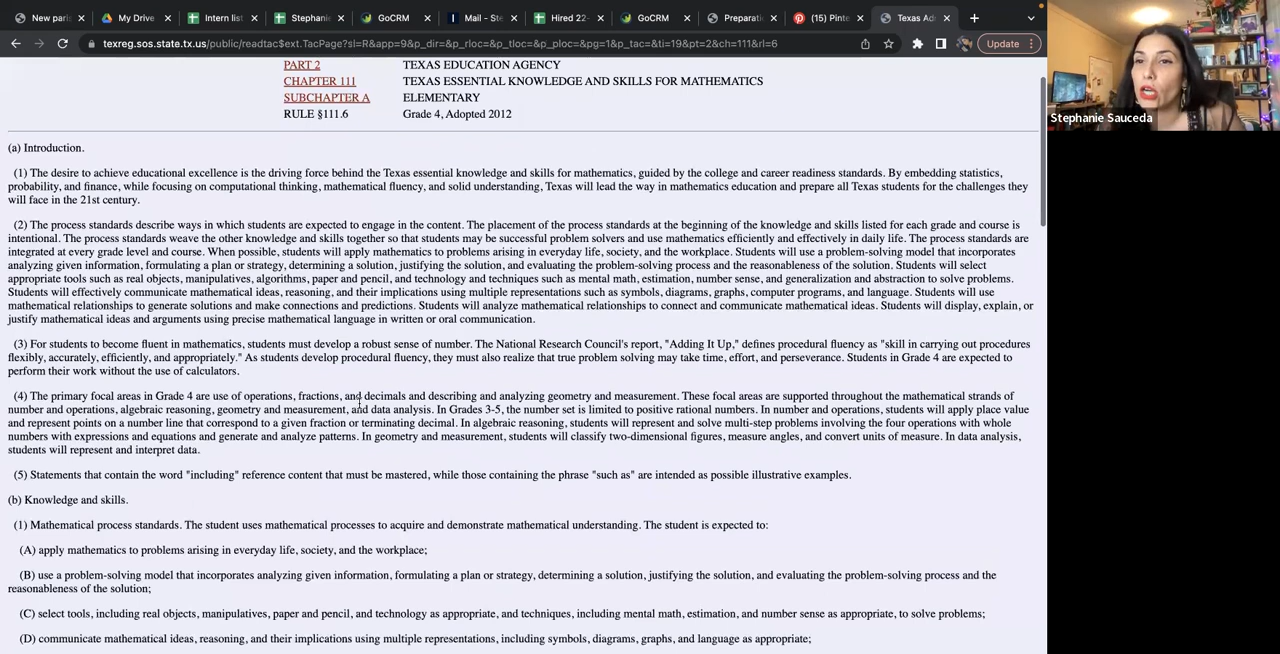 New pari
My Drive
Intern list
Stephanie
GoCRM
Mail - Ste
Hired 22-
GoCRM
Preparati
(15) Pinte
Texas Adm
texreg.sos.state.tx.us/public/readtac$ext.TacPage?sl=R&app=9&p_dir=&p_rloc=&p_tloc=&p_ploc=&pg=1&p_tac=&ti=19&pt=2&ch=111&rl=6
Update
PART 2 TEXAS EDUCATION AGENCY
CHAPTER 111 TEXAS ESSENTIAL KNOWLEDGE AND SKILLS FOR MATHEMATICS
SUBCHAPTER A ELEMENTARY
RULE §111.6 Grade 4, Adopted 2012
Stephanie Sauceda
(a) Introduction.
(1) The desire to achieve educational excellence is the driving force behind the Texas essential knowledge and skills for mathematics, guided by the college and career readiness standards. By embedding statistics,
probability, and finance, while focusing on computational thinking, mathematical fluency, and solid understanding, Texas will lead the way in mathematics education and prepare all Texas students for the challenges they
will face in the 21st century.
(2) The process standards describe ways in which students are expected to engage in the content. The placement of the process standards at the beginning of the knowledge and skills listed for each grade and course is
intentional. The process standards weave the other knowledge and skills together so that students may be successful problem solvers and use mathematics efficiently and effectively in daily life. The process standards are
integrated at every grade level and course. When possible, students will apply mathematics to problems arising in everyday life, society, and the workplace. Students will use a problem-solving model that incorporates
analyzing given information, formulating a plan or strategy, determining a solution, justifying the solution, and evaluating the problem-solving process and the reasonableness of the solution. Students will select
appropriate tools such as real objects, manipulatives, algorithms, paper and pencil, and technology and techniques such as mental math, estimation, number sense, and generalization and abstraction to solve problems.
Students will effectively communicate mathematical ideas, reasoning, and their implications using multiple representations such as symbols, diagrams, graphs, computer programs, and language. Students will use
mathematical relationships to generate solutions and make connections and predictions. Students will analyze mathematical relationships to connect and communicate mathematical ideas. Students will display, explain, or
justify mathematical ideas and arguments using precise mathematical language in written or oral communication.
(3) For students to become fluent in mathematics, students must develop a robust sense of number. The National Research Council's report, "Adding It Up," defines procedural fluency as "skill in carrying out procedures
flexibly, accurately, efficiently, and appropriately." As students develop procedural fluency, they must also realize that true problem solving may take time, effort, and perseverance. Students in Grade 4 are expected to
perform their work without the use of calculators.
(4) The primary focal areas in Grade 4 are use of operations, fractions, and decimals and describing and analyzing geometry and measurement. These focal areas are supported throughout the mathematical strands of
number and operations, algebraic reasoning, geometry and measurement, and data analysis. In Grades 3-5, the number set is limited to positive rational numbers. In number and operations, students will apply place value
and represent points on a number line that correspond to a given fraction or terminating decimal. In algebraic reasoning, students will represent and solve multi-step problems involving the four operations with whole
numbers with expressions and equations and generate and analyze patterns. In geometry and measurement, students will classify two-dimensional figures, measure angles, and convert units of measure. In data analysis,
students will represent and interpret data.
(5) Statements that contain the word "including" reference content that must be mastered, while those containing the phrase "such as" are intended as possible illustrative examples.
(b) Knowledge and skills.
(1) Mathematical process standards. The student uses mathematical processes to acquire and demonstrate mathematical understanding. The student is expected to:
(A) apply mathematics to problems arising in everyday life, society, and the workplace;
(B) use a problem-solving model that incorporates analyzing given information, formulating a plan or strategy, determining a solution, justifying the solution, and evaluating the problem-solving process and the
reasonableness of the solution;
(C) select tools, including real objects, manipulatives, paper and pencil, and technology as appropriate, and techniques, including mental math, estimation, and number sense as appropriate, to solve problems;
(D) communicate mathematical ideas, reasoning, and their implications using multiple representations, including symbols, diagrams, graphs, and language as appropriate;